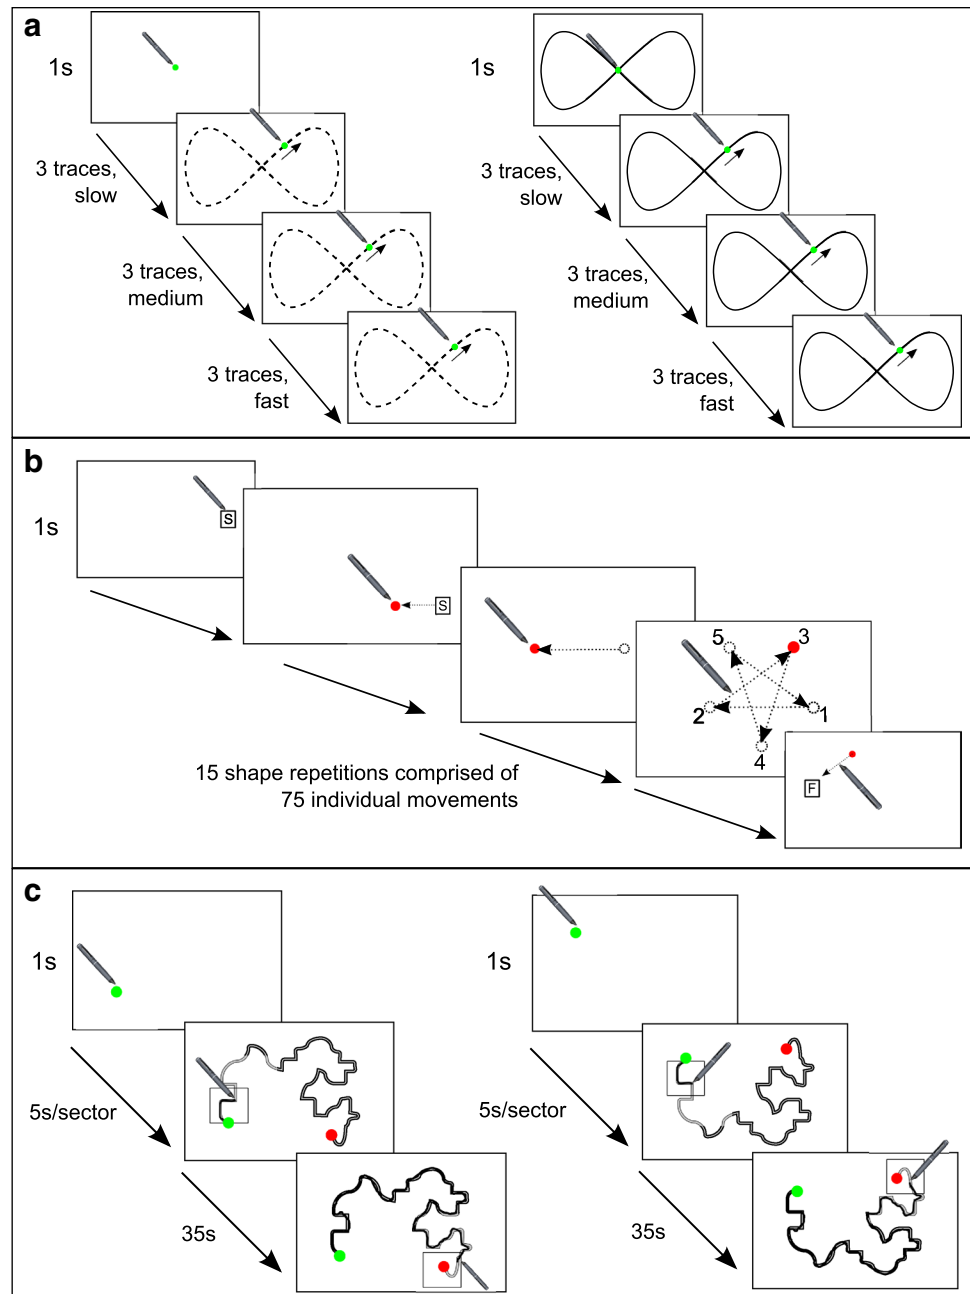 a
1s
3 traces,
slow
3 traces,
medium
3 traces,
fast
1s
3 traces,
slow
3 traces,
medium
3 traces,
fast
b
1s
S
S
5
3
2
1
4
F
15 shape repetitions comprised of
75 individual movements
c
1s
5s/sector
35s
1s
5s/sector
35s